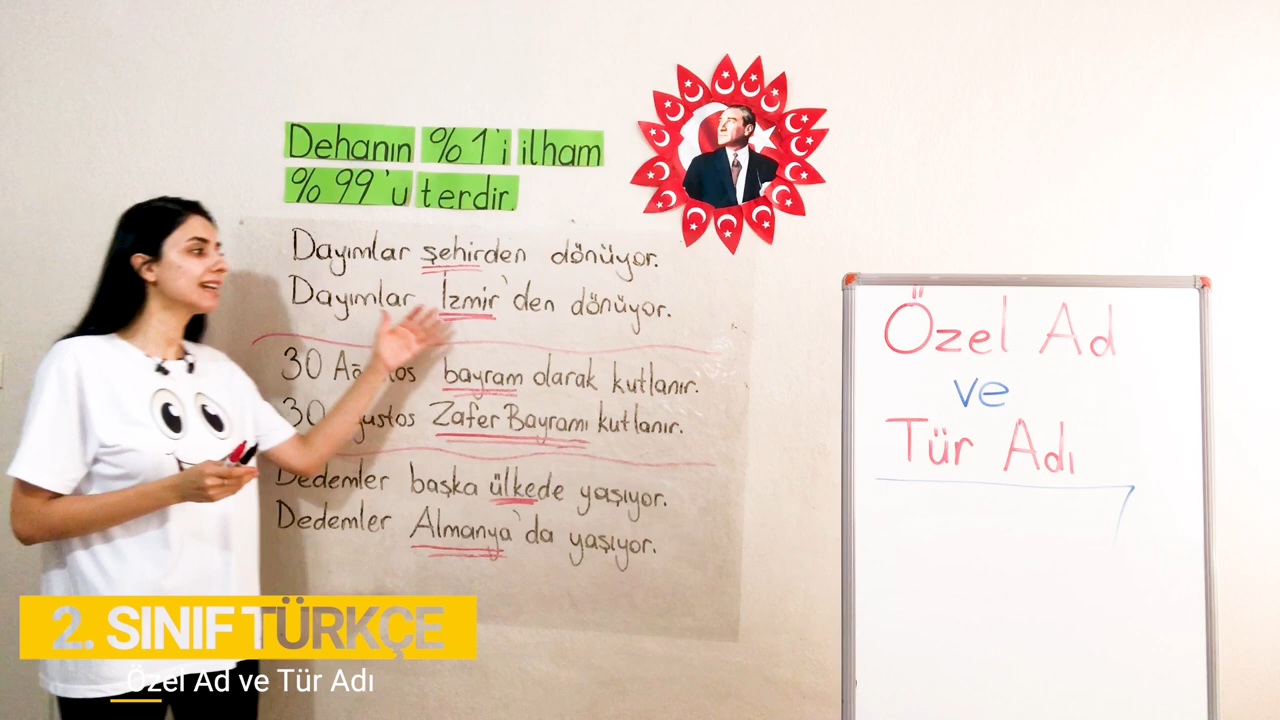 Dehanın %1'i ilham
%99'u terdir.
Dayımlar şehirden dönüyor.
Dayımlar İzmir'den dönüyor.
30 Ağustos bayram olarak kutlanır.
30 Ağustos Zafer Bayramı kutlanır.
Dedemler başka ülkede yaşıyor.
Dedemler Almanya'da yaşıyor.
Özel Ad
ve
Tür Adı
2. SINIF TÜRKÇE
Özel Ad ve Tür Adı